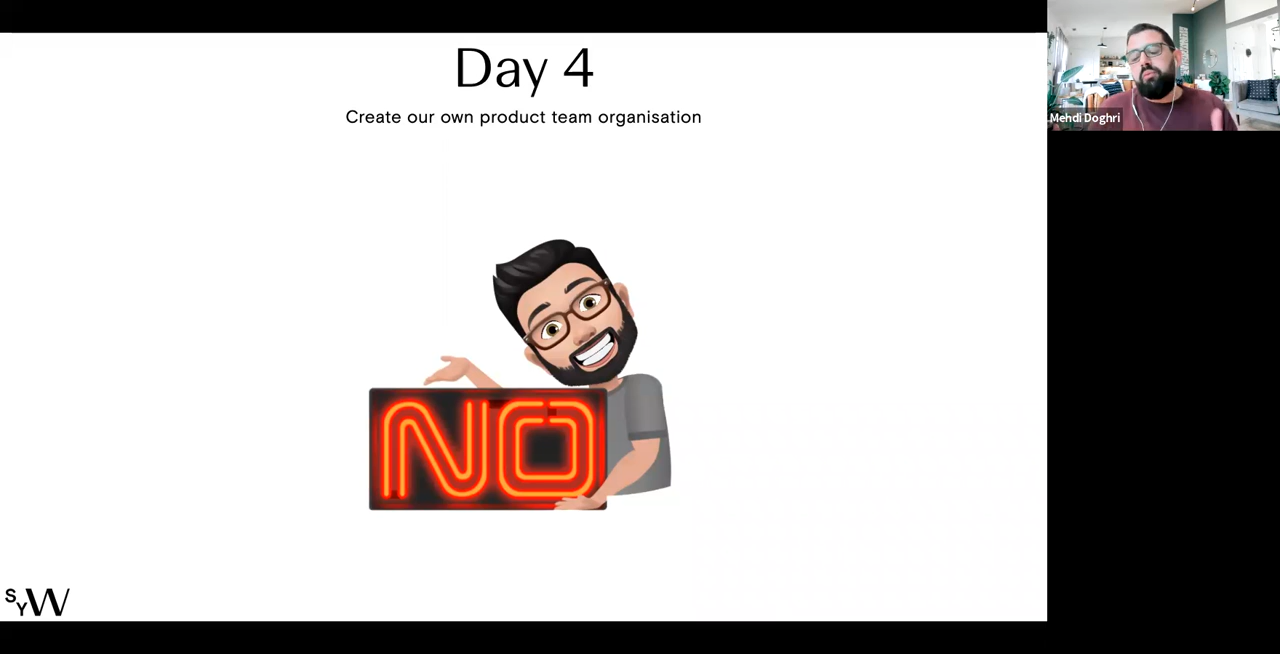 Day 4
Create our own product team organisation
Mehdi Doghri
NO
SYW